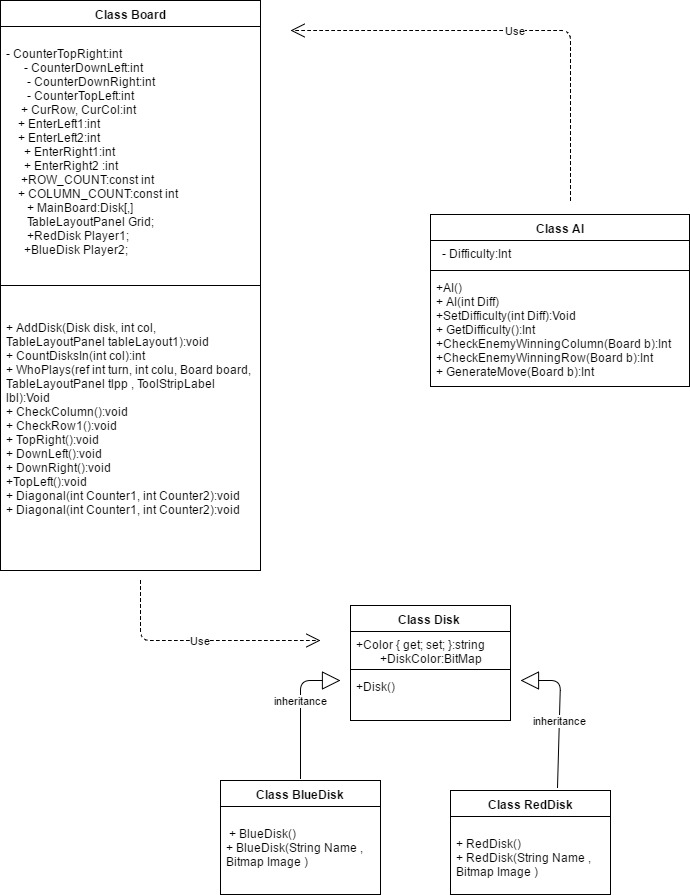 Class Board
- CounterTopRight:int
- CounterDownLeft:int
- CounterDownRight:int
- CounterTopLeft:int
+ CurRow, CurCol:int
+ EnterLeft1:int
+ EnterLeft2:int
+ EnterRight1:int
+ EnterRight2 :int
+ROW_COUNT:const int
+ COLUMN_COUNT:const int
+ MainBoard:Disk[,]
TableLayoutPanel Grid;
+RedDisk Player1;
+BlueDisk Player2;
+ AddDisk(Disk disk, int col,
TableLayoutPanel tableLayout1):void
+ CountDisksIn(int col):int
+ WhoPlays(ref int turn, int colu, Board board,
TableLayoutPanel tlpp , ToolStripLabel
lbl):Void
+ CheckColumn():void
+ CheckRow1():void
+ TopRight():void
+ DownLeft():void
+ DownRight():void
+TopLeft():void
+ Diagonal(int Counter1, int Counter2):void
+ Diagonal(int Counter1, int Counter2):void
Use
Class AI
- Difficulty:Int
+AI()
+ AI(int Diff)
+SetDifficulty(int Diff):Void
+ GetDifficulty():Int
+CheckEnemyWinningColumn(Board b):Int
+CheckEnemyWinningRow(Board b):Int
+ GenerateMove(Board b):Int
Use
Class Disk
+Color { get; set; }:string
+DiskColor:BitMap
+Disk()
inheritance
inheritance
Class BlueDisk
+ BlueDisk()
+ BlueDisk(String Name ,
Bitmap Image )
Class RedDisk
+ RedDisk()
+ RedDisk(String Name ,
Bitmap Image )